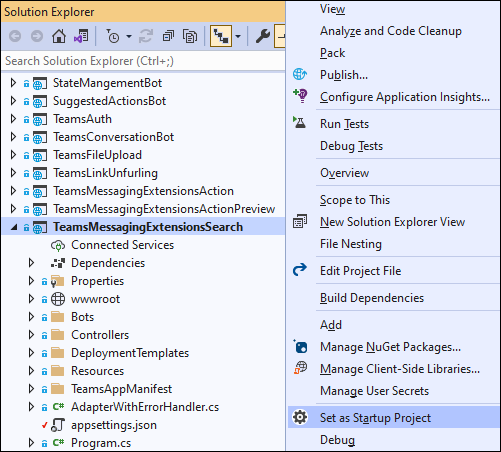 Solution Explorer
Search Solution Explorer (Ctrl+;)
StateMangementBot
SuggestedActionsBot
TeamsAuth
TeamsConversationBot
TeamsFileUpload
TeamsLinkUnfurling
TeamsMessagingExtensionsAction
TeamsMessagingExtensionsActionPreview
TeamsMessagingExtensionsSearch
Connected Services
Dependencies
Properties
wwwroot
Bots
Controllers
DeploymentTemplates
Resources
TeamsAppManifest
C# AdapterWithErrorHandler.cs
appsettings.json
C# Program.cs
View
Analyze and Code Cleanup
Pack
Publish...
Configure Application Insights...
Run Tests
Debug Tests
Overview
Scope to This
New Solution Explorer View
File Nesting
Edit Project File
Build Dependencies
Add
Manage NuGet Packages...
Manage Client-Side Libraries...
Manage User Secrets
Set as Startup Project
Debug